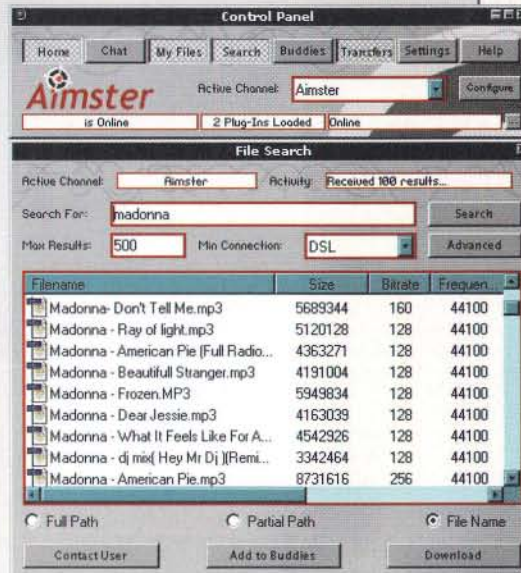 Control Panel
Home Chat My Files Search Buddies Transfers Settings Help
Aimster Active Channel: Aimster Configure
is Online 2 Plug-Ins Loaded Online
File Search
Active Channel: Aimster Activity: Received 100 results...
Search For: madonna Search
Max Results: 500 Min Connection: DSL Advanced
Filename Size Bitrate Frequen...
Madonna- Don't Tell Me.mp3 5689344 160 44100
Madonna - Ray of light.mp3 5120128 128 44100
Madonna - American Pie (Full Radio... 4363271 128 44100
Madonna - Beautifull Stranger.mp3 4191004 128 44100
Madonna - Frozen.MP3 5949834 128 44100
Madonna - Dear Jessie.mp3 4163039 128 44100
Madonna - What It Feels Like For A... 4542926 128 44100
Madonna - dj mix( Hey Mr Dj )(Remi... 3342464 128 44100
Madonna - American Pie.mp3 8731616 256 44100
Full Path Partial Path File Name
Contact User Add to Buddies Download